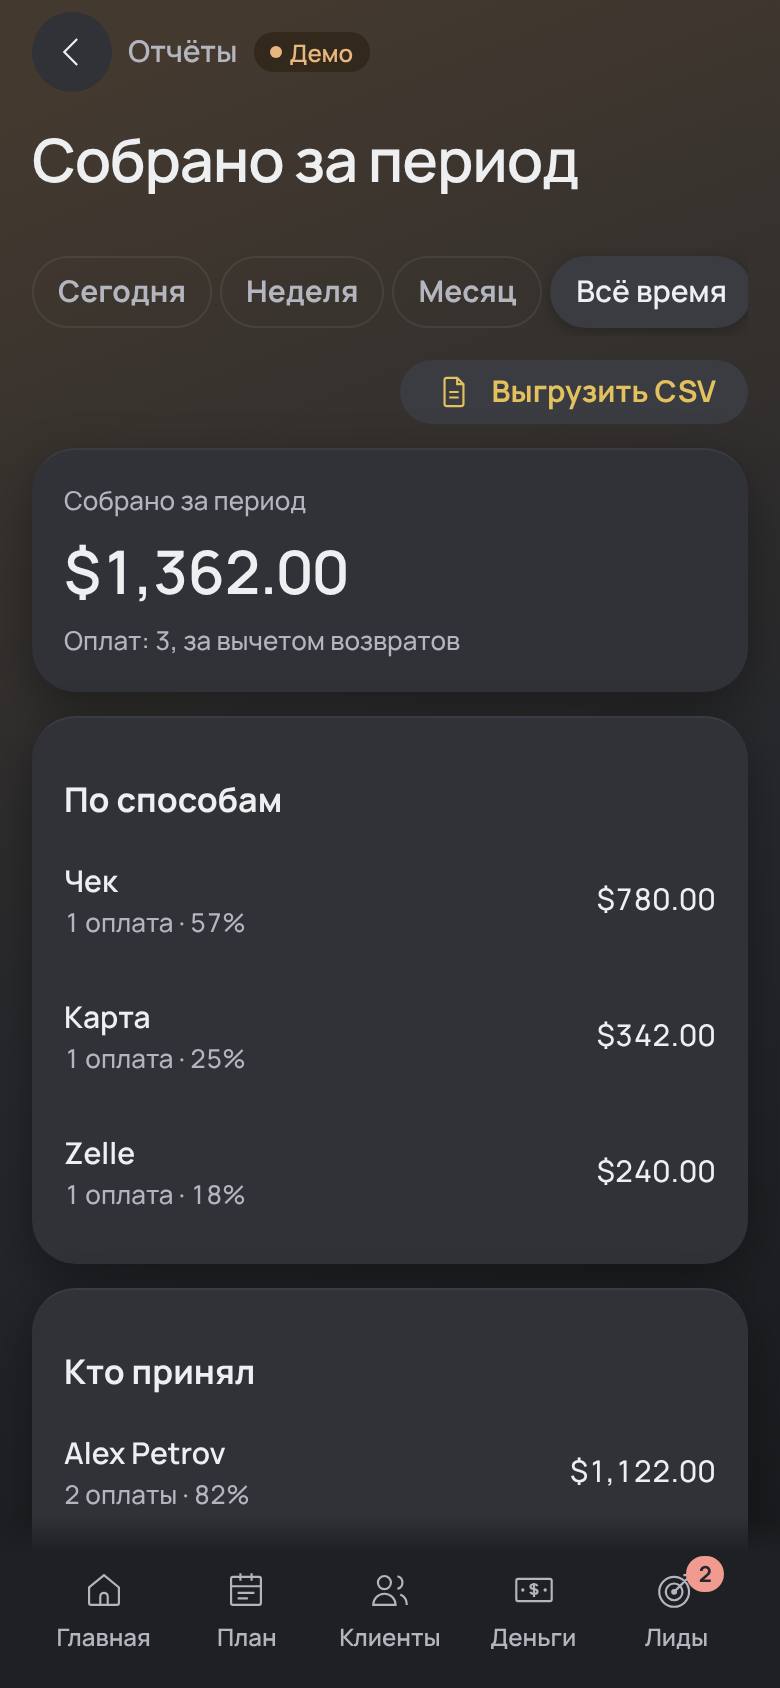 Отчёты
Демо
Собрано за период
Сегодня
Неделя
Месяц
Всё время
Выгрузить CSV
Собрано за период
$1,362.00
Оплат: 3, за вычетом возвратов
По способам
Чек
$780.00
1 оплата · 57%
Карта
$342.00
1 оплата · 25%
Zelle
$240.00
1 оплата · 18%
Кто принял
Alex Petrov
$1,122.00
2 оплаты · 82%
2
Главная
План
Клиенты
Деньги
Лиды